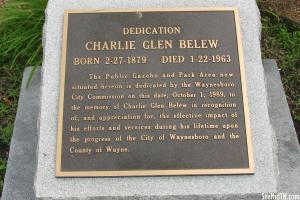 DEDICATION
CHARLIE GLEN BELEW
BORN 2-27-1879 DIED 1-22-1963
The Public Gazebo and Park Area now
situated hereon is dedicated by the Waynesboro
City Commission on this date, October 1, 1989, to
the memory of Charlie Glen Belew in recognition
of, and appreciation for, the effective impact of
his efforts and services during his lifetime upon
the progress of the City of Waynesboro and the
County of Wayne.
SeeMidTN.com